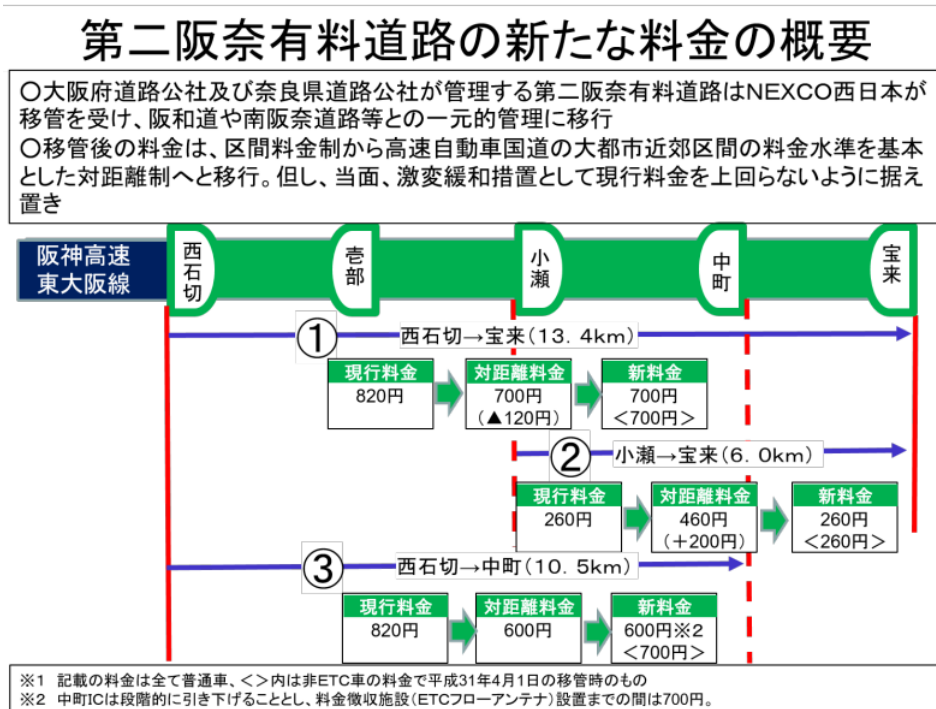 第二阪奈有料道路の新たな料金の概要
○大阪府道路公社及び奈良県道路公社が管理する第二阪奈有料道路はNEXCO西日本が
移管を受け、阪和道や南阪奈道路等との一元的管理に移行
○移管後の料金は、区間料金制から高速自動車国道の大都市近郊区間の料金水準を基本
とした対距離制へと移行。但し、当面、激変緩和措置として現行料金を上回らないように据え
置き
阪神高速
東大阪線
西石切
壱部
小瀬
中町
宝来
① 西石切→宝来(13.4km)
現行料金 対距離料金 新料金
820円 700円 700円
(▲120円) <700円>
② 小瀬→宝来(6.0km)
現行料金 対距離料金 新料金
260円 460円 260円
(+200円) <260円>
③ 西石切→中町(10.5km)
現行料金 対距離料金 新料金
820円 600円 600円※2
<700円>
※1 記載の料金は全て普通車、<>内は非ETC車の料金で平成31年4月1日の移管時のもの
※2 中町ICは段階的に引き下げることとし、料金徴収施設(ETCフローアンテナ)設置までの間は700円。